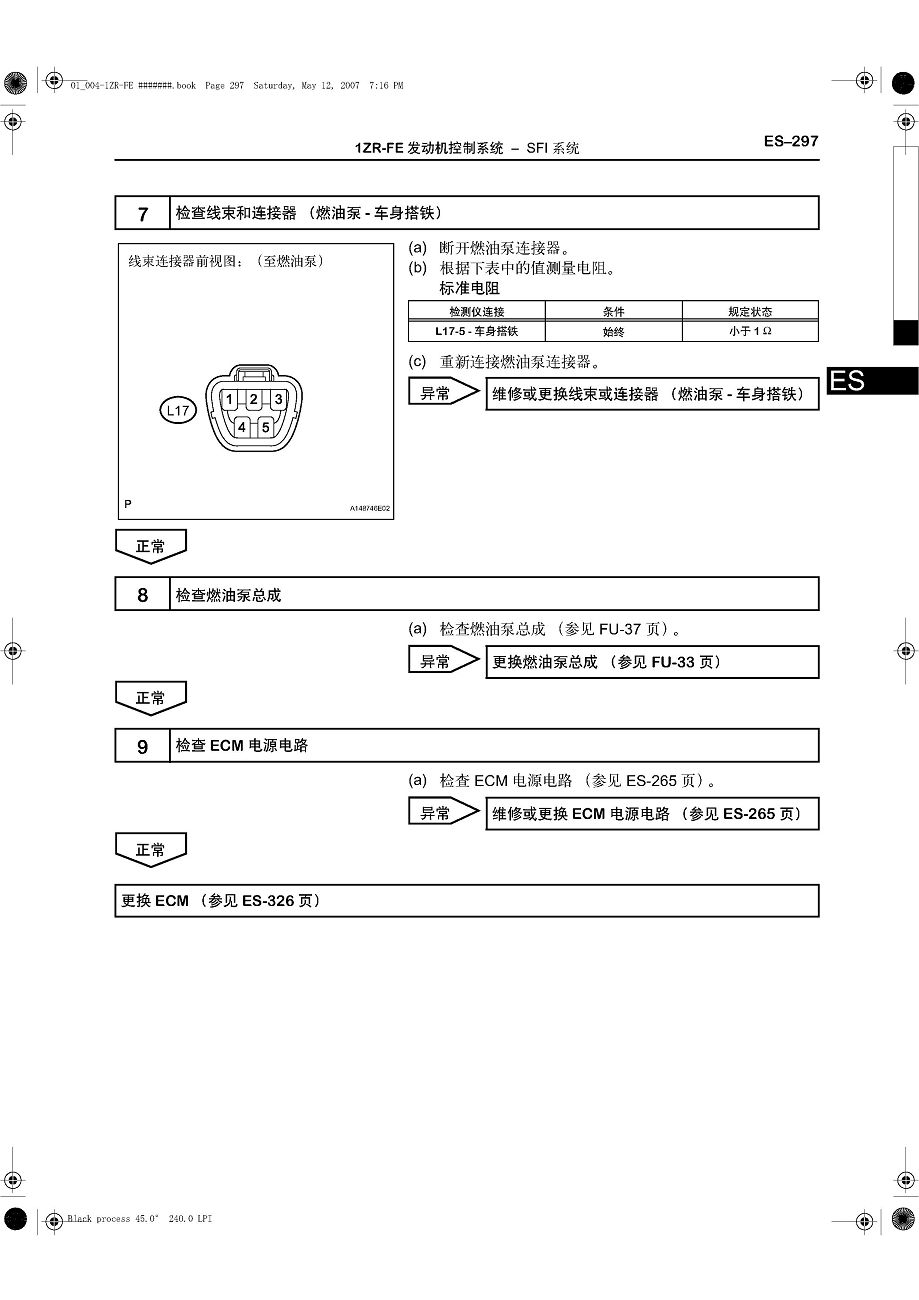 01_004-1ZR-FE #######.book Page 297 Saturday, May 12, 2007 7:16 PM
1ZR-FE 发动机控制系统 – SFI 系统
ES–297
7 检查线束和连接器 （燃油泵 - 车身搭铁）
线束连接器前视图：（至燃油泵）
L17
1 2 3
4 5
P
A148746E02
(a) 断开燃油泵连接器。
(b) 根据下表中的值测量电阻。
标准电阻
检测仪连接 条件 规定状态
L17-5 - 车身搭铁 始终 小于 1 Ω
(c) 重新连接燃油泵连接器。
异常 维修或更换线束或连接器 （燃油泵 - 车身搭铁）
ES
正常
8 检查燃油泵总成
(a) 检查燃油泵总成 （参见 FU-37 页）。
异常 更换燃油泵总成 （参见 FU-33 页）
正常
9 检查 ECM 电源电路
(a) 检查 ECM 电源电路 （参见 ES-265 页）。
异常 维修或更换 ECM 电源电路 （参见 ES-265 页）
正常
更换 ECM （参见 ES-326 页）
Black process 45.0° 240.0 LPI